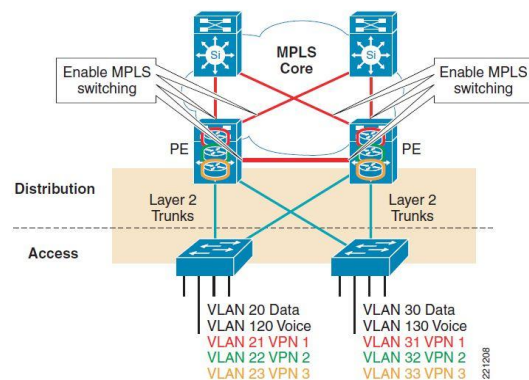 Si
Si
MPLS
Core
Enable MPLS
switching
Enable MPLS
switching
PE
PE
Distribution
Layer 2
Trunks
Layer 2
Trunks
Access
VLAN 20 Data
VLAN 120 Voice
VLAN 21 VPN 1
VLAN 22 VPN 2
VLAN 23 VPN 3
VLAN 30 Data
VLAN 130 Voice
VLAN 31 VPN 1
VLAN 32 VPN 2
VLAN 33 VPN 3
221208